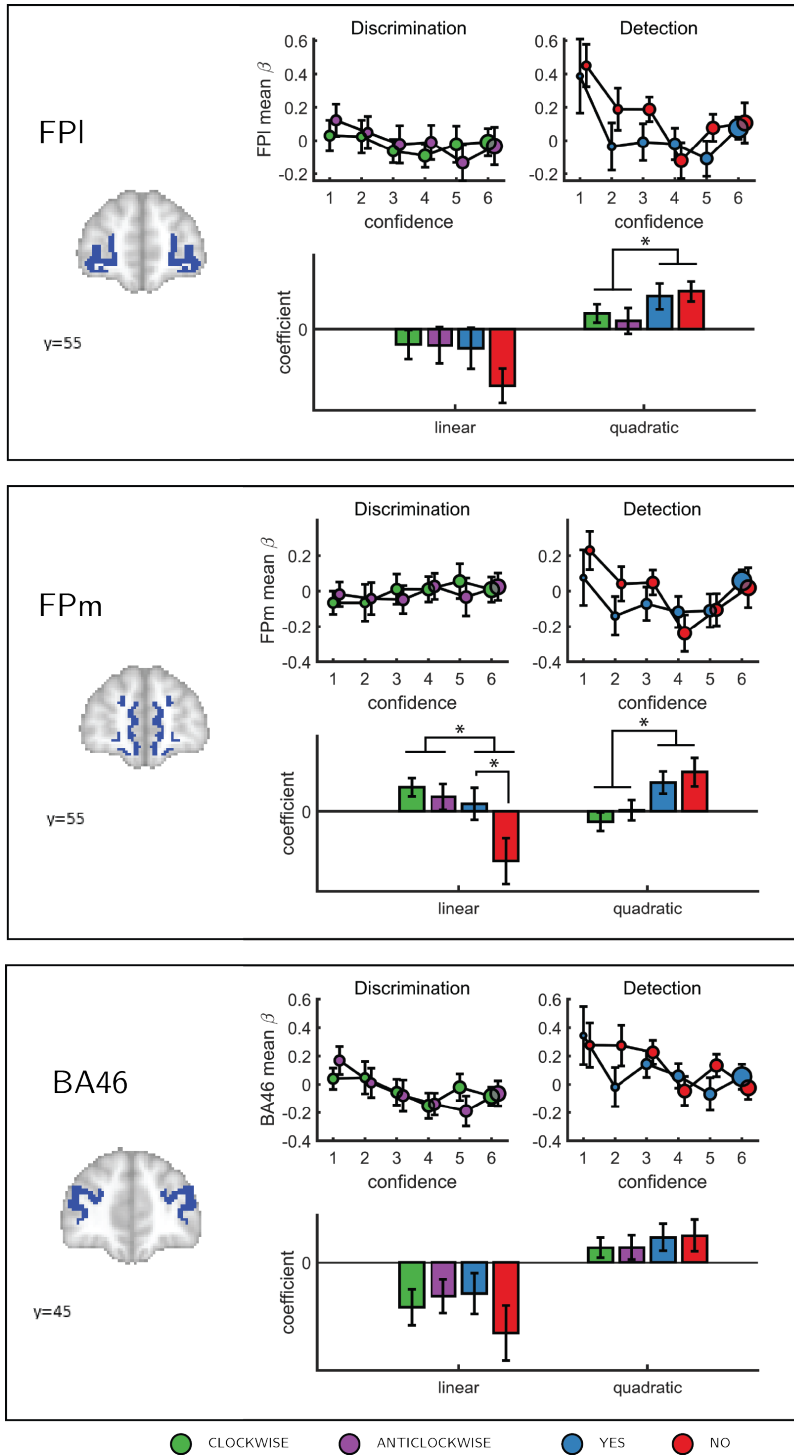 Discrimination
Detection
FPl
FPl mean β
0.6
0.4
0.2
0
-0.2
1 2 3 4 5 6
confidence
0.6
0.4
0.2
0
-0.2
1 2 3 4 5 6
confidence
y=55
coefficient
0
*
linear
quadratic
Discrimination
Detection
FPm
FPm mean β
0.2
0
-0.2
-0.4
1 2 3 4 5 6
confidence
0.2
0
-0.2
-0.4
1 2 3 4 5 6
confidence
y=55
coefficient
0
*
*
*
linear
quadratic
Discrimination
Detection
BA46
BA46 mean β
0.6
0.4
0.2
0
-0.2
-0.4
1 2 3 4 5 6
confidence
0.6
0.4
0.2
0
-0.2
-0.4
1 2 3 4 5 6
confidence
y=45
coefficient
0
linear
quadratic
CLOCKWISE ANTICLOCKWISE YES NO